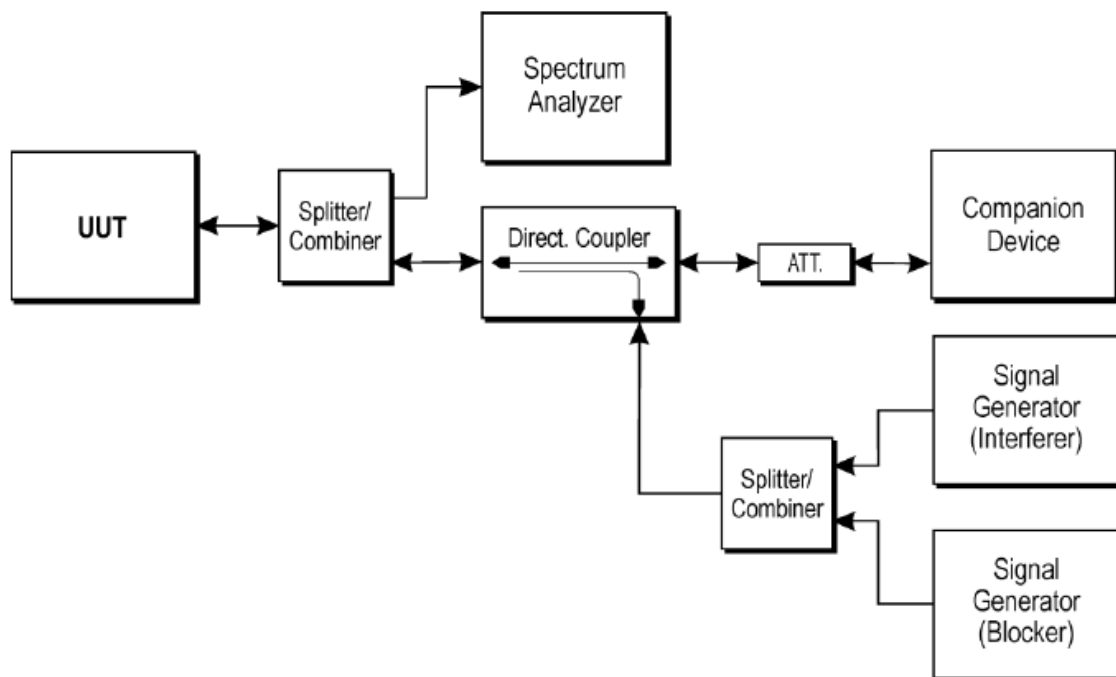 Spectrum
Analyzer
UUT
Splitter/
Combiner
Direct. Coupler
ATT.
Companion
Device
Signal
Generator
(Interferer)
Splitter/
Combiner
Signal
Generator
(Blocker)